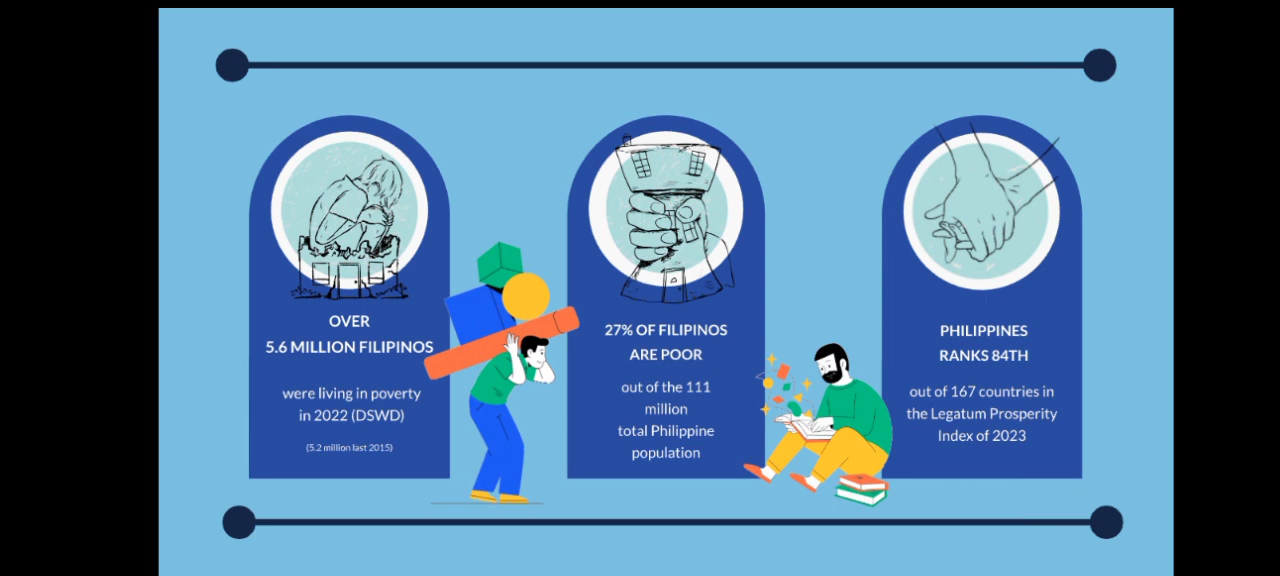 OVER
5.6 MILLION FILIPINOS
were living in poverty
in 2022 (DSWD)
(5.2 million last 2015)
27% OF FILIPINOS
ARE POOR
out of the 111
million
total Philippine
population
PHILIPPINES
RANKS 84TH
out of 167 countries in
the Legatum Prosperity
Index of 2023